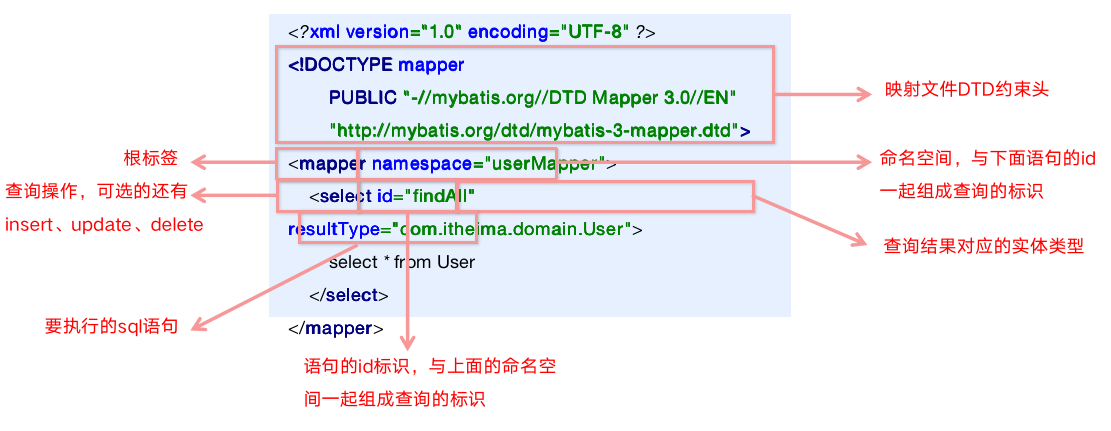 <?xml version="1.0" encoding="UTF-8" ?>
<!DOCTYPE mapper
PUBLIC "-//mybatis.org//DTD Mapper 3.0//EN"
"http://mybatis.org/dtd/mybatis-3-mapper.dtd">
<mapper namespace="userMapper">
<select id="findAll"
resultType="com.itheima.domain.User">
select * from User
</select>
</mapper>
映射文件DTD约束头
根标签
命名空间，与下面语句的id
一起组成查询的标识
查询操作，可选的还有
insert、update、delete
查询结果对应的实体类型
要执行的sql语句
语句的id标识，与上面的命名空
间一起组成查询的标识